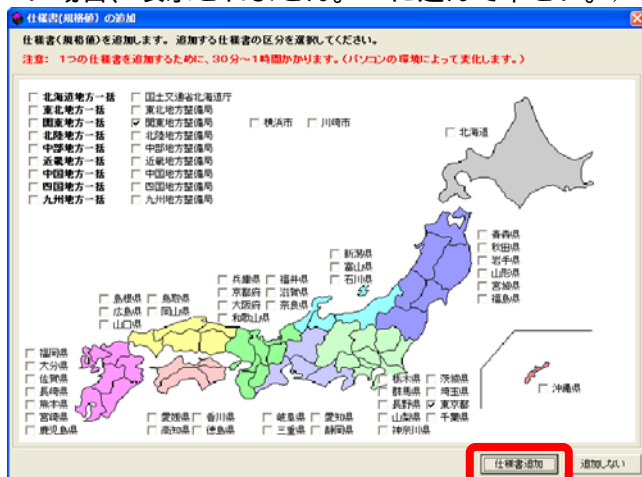 仕様書(規格値)の追加
仕様書(規格値)を追加します。追加する仕様書の区分を選択してください。
注意: 1つの仕様書を追加するために、30分~1時間かかります。(パソコンの環境によって変化します。)
北海道地方一括 国土交通省北海道庁
東北地方一括 東北地方整備局
関東地方一括 関東地方整備局 横浜市 川崎市
北陸地方一括 北陸地方整備局
中部地方一括 中部地方整備局
近畿地方一括 近畿地方整備局
中国地方一括 中国地方整備局
四国地方一括 四国地方整備局
九州地方一括 九州地方整備局
北海道
青森県
秋田県
岩手県
山形県
宮城県
福島県
新潟県
富山県
石川県
兵庫県 福井県
京都府 滋賀県
大阪府 奈良県
和歌山県
島根県 鳥取県
広島県 岡山県
山口県
福岡県
大分県
佐賀県
長崎県
熊本県
宮崎県
鹿児島県
愛媛県 香川県
高知県 徳島県
岐阜県 愛知県
三重県 静岡県
栃木県 茨城県
群馬県 埼玉県
長野県 東京都
山梨県 千葉県
神奈川県
沖縄県
仕様書追加 追加しない